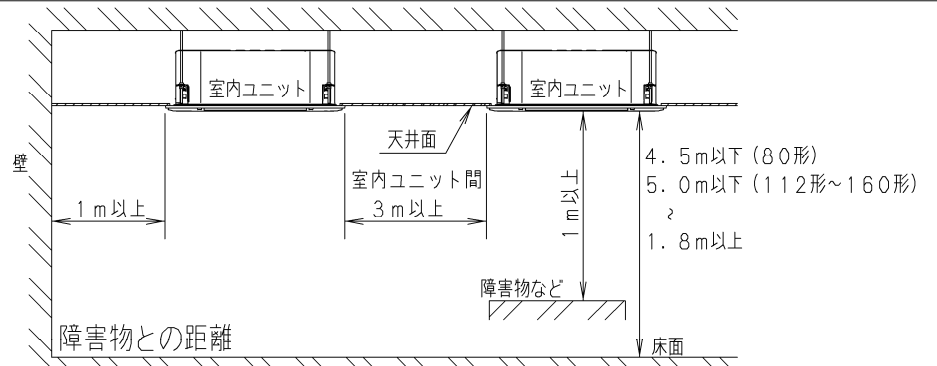 室内ユニット
室内ユニット
天井面
壁
4.5m以下(80形)
室内ユニット間
5.0m以下(112形~160形)
1m以上
3m以上
1m以上
~
1.8m以上
障害物など
障害物との距離
床面